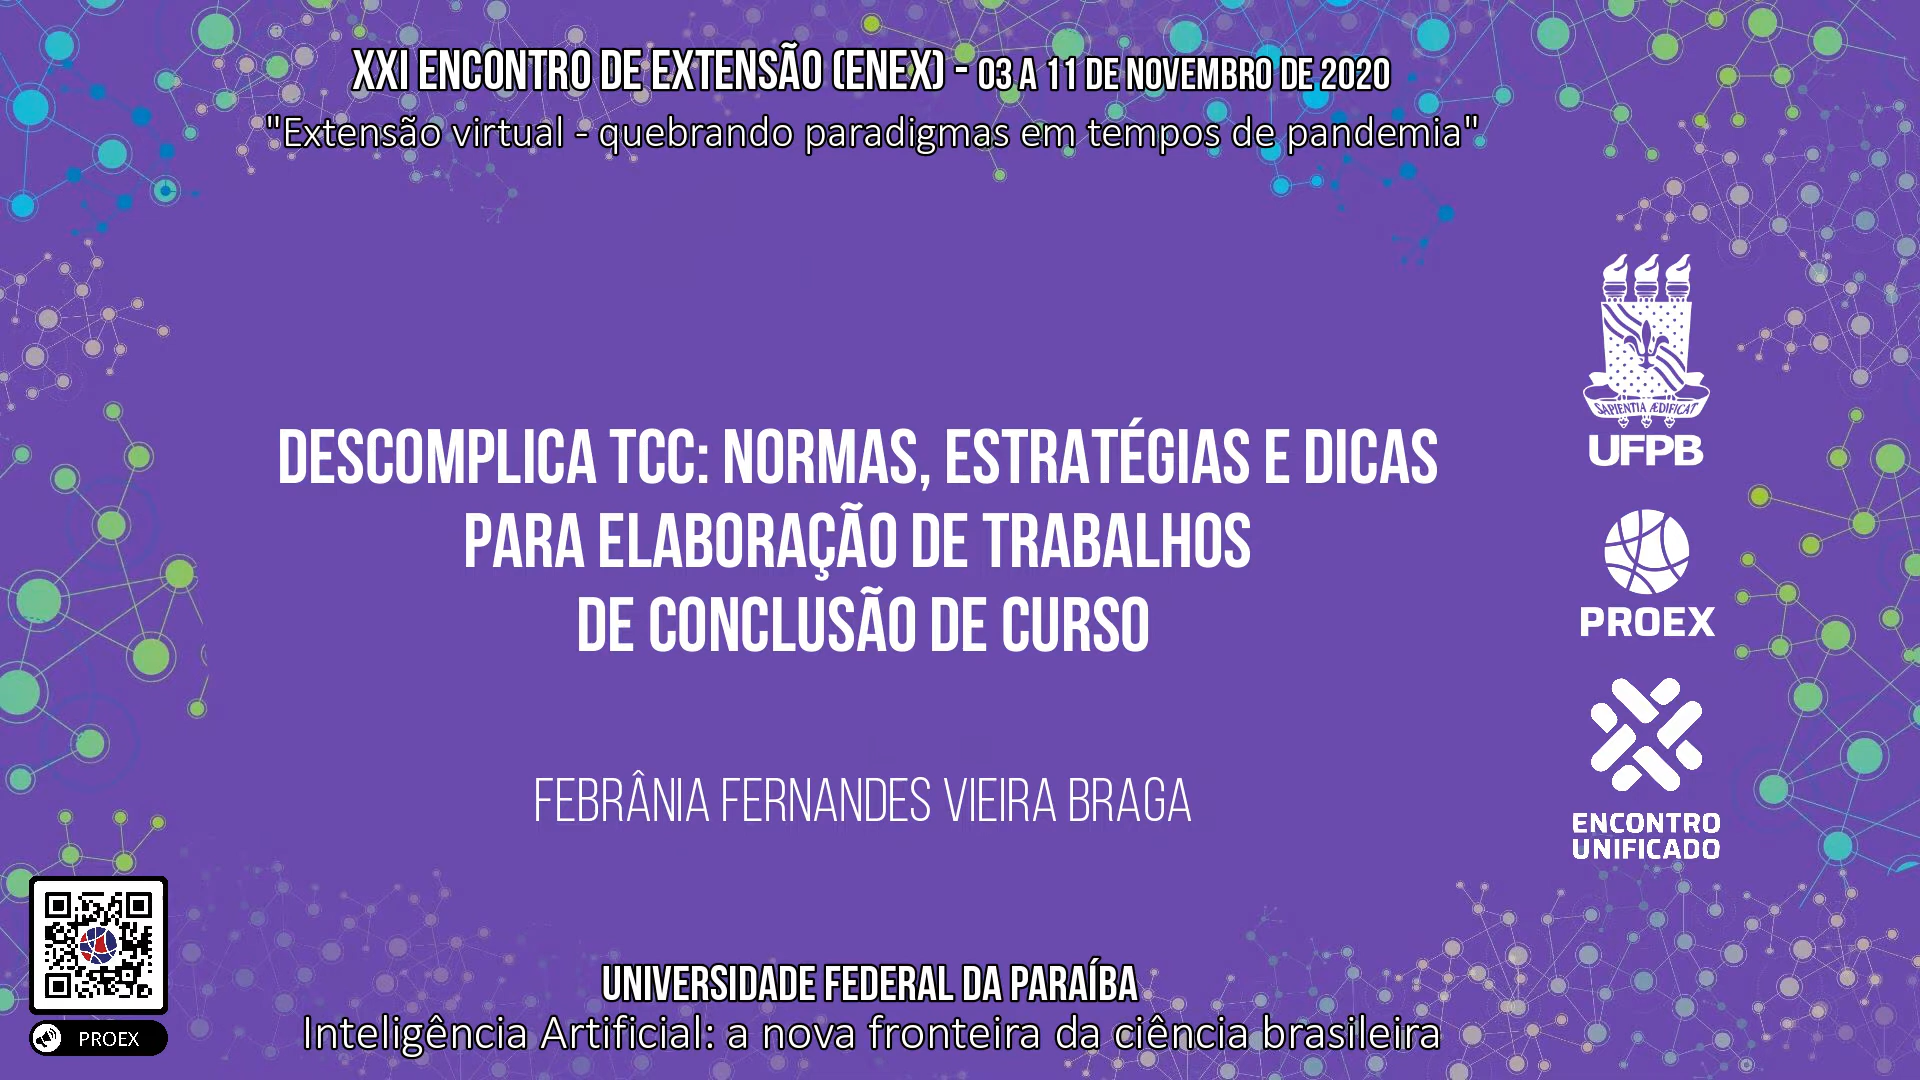 XXI ENCONTRO DE EXTENSÃO (ENEX) - 03 A 11 DE NOVEMBRO DE 2020
"Extensão virtual - quebrando paradigmas em tempos de pandemia"
SAPIENTIA ÆDIFICAT
UFPB
DESCOMPLICA TCC: NORMAS, ESTRATÉGIAS E DICAS
PARA ELABORAÇÃO DE TRABALHOS
DE CONCLUSÃO DE CURSO
PROEX
FEBRÂNIA FERNANDES VIEIRA BRAGA
ENCONTRO
UNIFICADO
UNIVERSIDADE FEDERAL DA PARAÍBA
Inteligência Artificial: a nova fronteira da ciência brasileira
PROEX